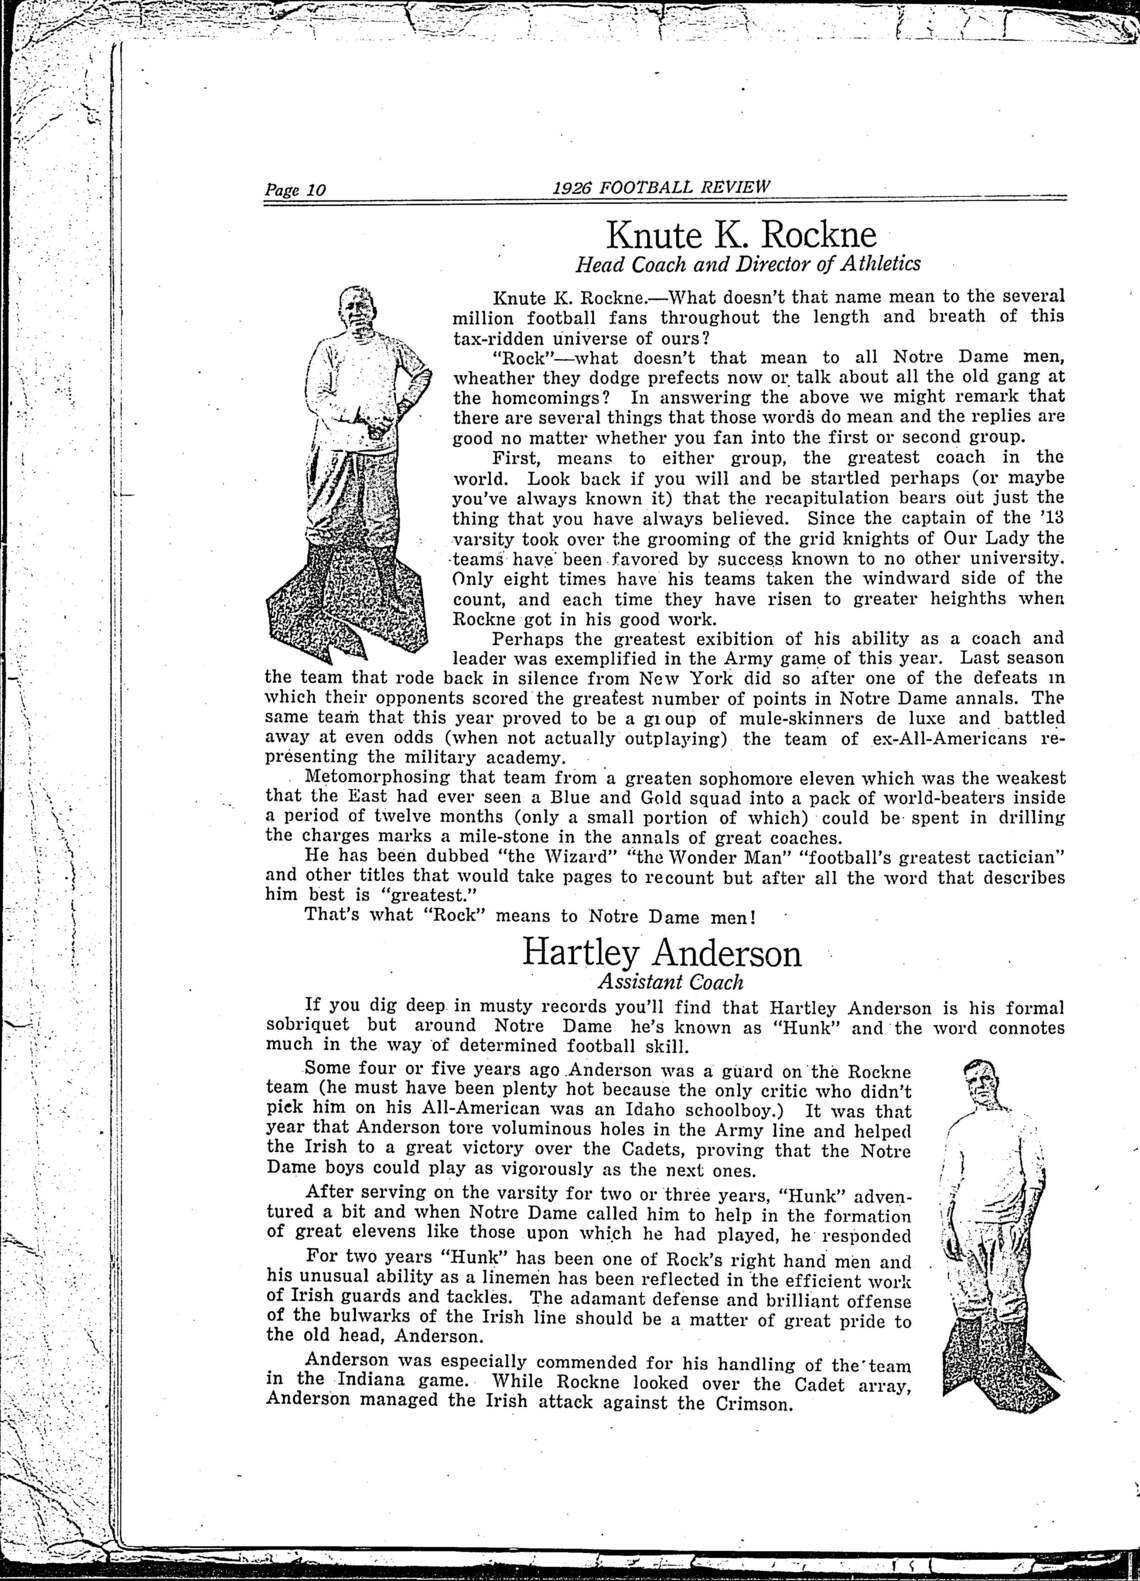 Page 10
1926 FOOTBALL REVIEW
Knute K. Rockne
Head Coach and Director of Athletics
Knute K. Rockne.—What doesn't that name mean to the several
million football fans throughout the length and breath of this
tax-ridden universe of ours?
"Rock"—what doesn't that mean to all Notre Dame men,
wheather they dodge prefects now or talk about all the old gang at
the homcomings? In answering the above we might remark that
there are several things that those words do mean and the replies are
good no matter whether you fan into the first or second group.
First, means to either group, the greatest coach in the
world. Look back if you will and be startled perhaps (or maybe
you've always known it) that the recapitulation bears out just the
thing that you have always believed. Since the captain of the '13
varsity took over the grooming of the grid knights of Our Lady the
teams have been favored by success known to no other university.
Only eight times have his teams taken the windward side of the
count, and each time they have risen to greater heighths when
Rockne got in his good work.
Perhaps the greatest exibition of his ability as a coach and
leader was exemplified in the Army game of this year. Last season
the team that rode back in silence from New York did so after one of the defeats in
which their opponents scored the greatest number of points in Notre Dame annals. The
same team that this year proved to be a group of mule-skinners de luxe and battled
away at even odds (when not actually outplaying) the team of ex-All-Americans re-
presenting the military academy.
Metomorphosing that team from a greaten sophomore eleven which was the weakest
that the East had ever seen a Blue and Gold squad into a pack of world-beaters inside
a period of twelve months (only a small portion of which) could be spent in drilling
the charges marks a mile-stone in the annals of great coaches.
He has been dubbed "the Wizard" "the Wonder Man" "football's greatest tactician"
and other titles that would take pages to recount but after all the word that describes
him best is "greatest."
That's what "Rock" means to Notre Dame men!
Hartley Anderson
Assistant Coach
If you dig deep in musty records you'll find that Hartley Anderson is his formal
sobriquet but around Notre Dame he's known as "Hunk" and the word connotes
much in the way of determined football skill.
Some four or five years ago Anderson was a guard on the Rockne
team (he must have been plenty hot because the only critic who didn't
pick him on his All-American was an Idaho schoolboy.) It was that
year that Anderson tore voluminous holes in the Army line and helped
the Irish to a great victory over the Cadets, proving that the Notre
Dame boys could play as vigorously as the next ones.
After serving on the varsity for two or three years, "Hunk" adven-
tured a bit and when Notre Dame called him to help in the formation
of great elevens like those upon which he had played, he responded
For two years "Hunk" has been one of Rock's right hand men and
his unusual ability as a linemen has been reflected in the efficient work
of Irish guards and tackles. The adamant defense and brilliant offense
of the bulwarks of the Irish line should be a matter of great pride to
the old head, Anderson.
Anderson was especially commended for his handling of the team
in the Indiana game. While Rockne looked over the Cadet array,
Anderson managed the Irish attack against the Crimson.